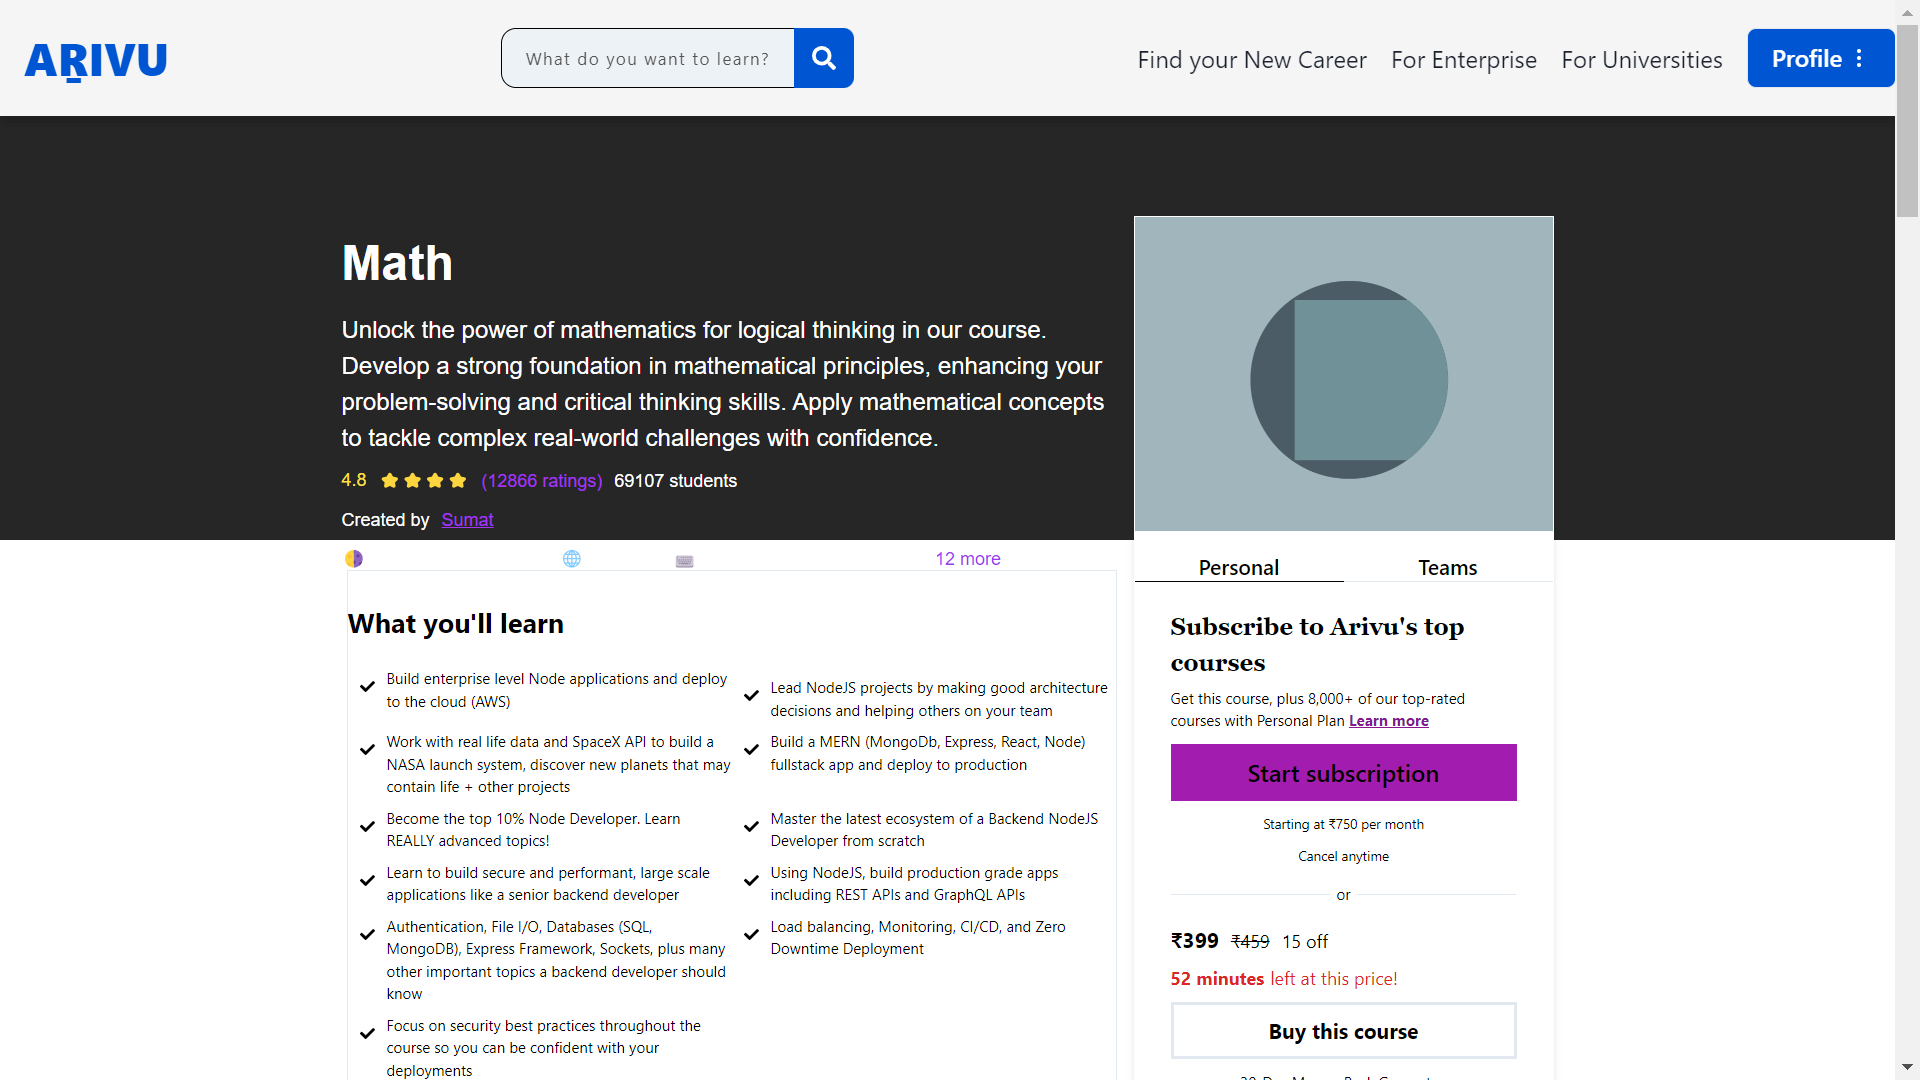 AṞIVU
What do you want to learn?
Find your New Career
For Enterprise
For Universities
Profile
Math
Unlock the power of mathematics for logical thinking in our course.
Develop a strong foundation in mathematical principles, enhancing your
problem-solving and critical thinking skills. Apply mathematical concepts
to tackle complex real-world challenges with confidence.
4.8 (12866 ratings) 69107 students
Created by Sumat
12 more
What you'll learn
Build enterprise level Node applications and deploy
to the cloud (AWS)
Lead NodeJS projects by making good architecture
decisions and helping others on your team
Work with real life data and SpaceX API to build a
NASA launch system, discover new planets that may
contain life + other projects
Build a MERN (MongoDb, Express, React, Node)
fullstack app and deploy to production
Become the top 10% Node Developer. Learn
REALLY advanced topics!
Master the latest ecosystem of a Backend NodeJS
Developer from scratch
Learn to build secure and performant, large scale
applications like a senior backend developer
Using NodeJS, build production grade apps
including REST APIs and GraphQL APIs
Authentication, File I/O, Databases (SQL,
MongoDB), Express Framework, Sockets, plus many
other important topics a backend developer should
know
Load balancing, Monitoring, CI/CD, and Zero
Downtime Deployment
Focus on security best practices throughout the
course so you can be confident with your
deployments
Personal
Teams
Subscribe to Arivu's top
courses
Get this course, plus 8,000+ of our top-rated
courses with Personal Plan Learn more
Start subscription
Starting at ₹750 per month
Cancel anytime
or
₹399 ₹459 15 off
52 minutes left at this price!
Buy this course